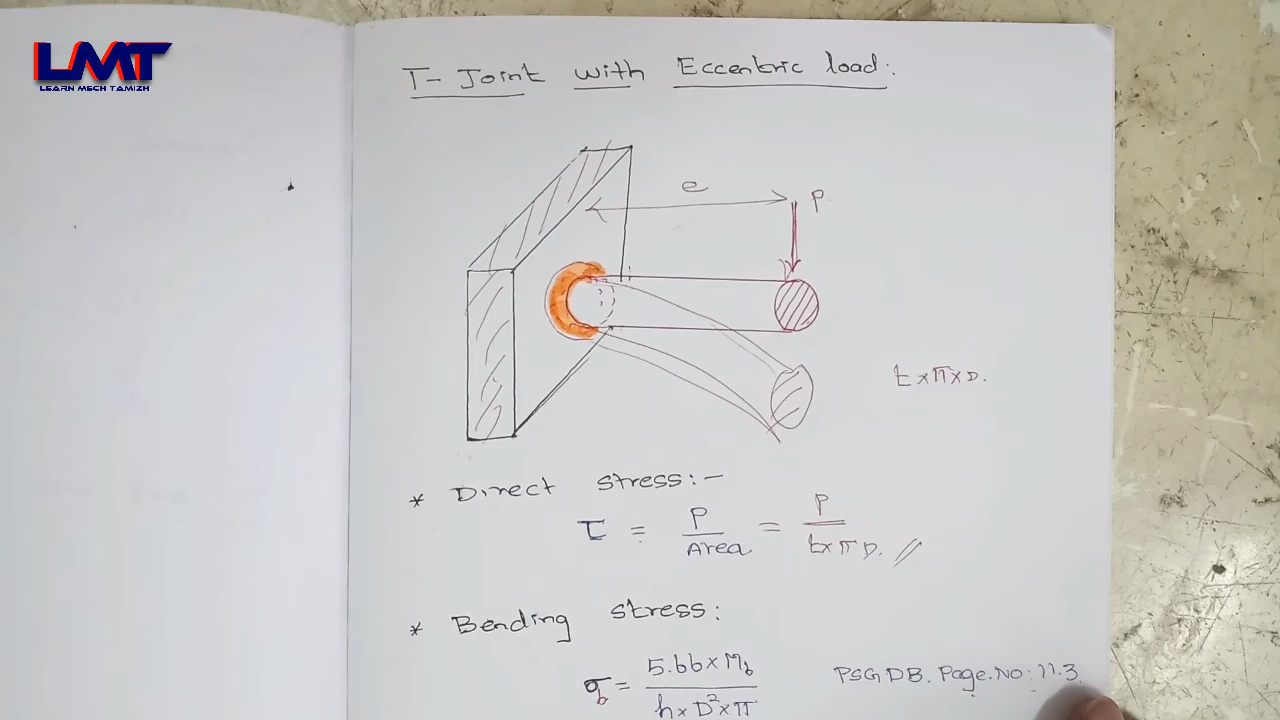 LMT
LEARN MECH TAMIZH
T-Joint with Eccentric load:
e
P
t×π×D.
* Direct stress:-
τ = P/Area = P/t×πD. //
* Bending stress:
σb = 5.66×Mb/h×D²×π
PSG DB. Page.No: 11.3